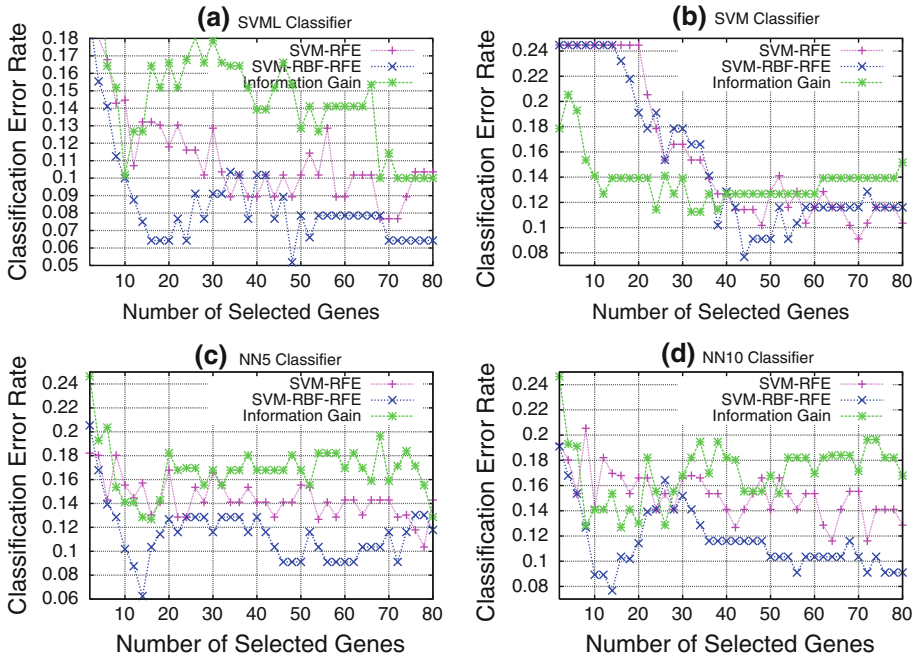 (a) SVML Classifier
Classification Error Rate
0.18
0.17
0.15
0.14
0.13
0.12
0.1
0.09
0.08
0.06
0.05
SVM-RFE
SVM-RBF-RFE
Information Gain
10 20 30 40 50 60 70 80
Number of Selected Genes
(b) SVM Classifier
Classification Error Rate
0.24
0.22
0.2
0.18
0.16
0.14
0.12
0.1
0.08
SVM-RFE
SVM-RBF-RFE
Information Gain
10 20 30 40 50 60 70 80
Number of Selected Genes
(c) NN5 Classifier
Classification Error Rate
0.24
0.22
0.2
0.18
0.16
0.14
0.12
0.1
0.08
0.06
SVM-RFE
SVM-RBF-RFE
Information Gain
10 20 30 40 50 60 70 80
Number of Selected Genes
(d) NN10 Classifier
Classification Error Rate
0.24
0.22
0.2
0.18
0.16
0.14
0.12
0.1
0.08
SVM-RFE
SVM-RBF-RFE
Information Gain
10 20 30 40 50 60 70 80
Number of Selected Genes